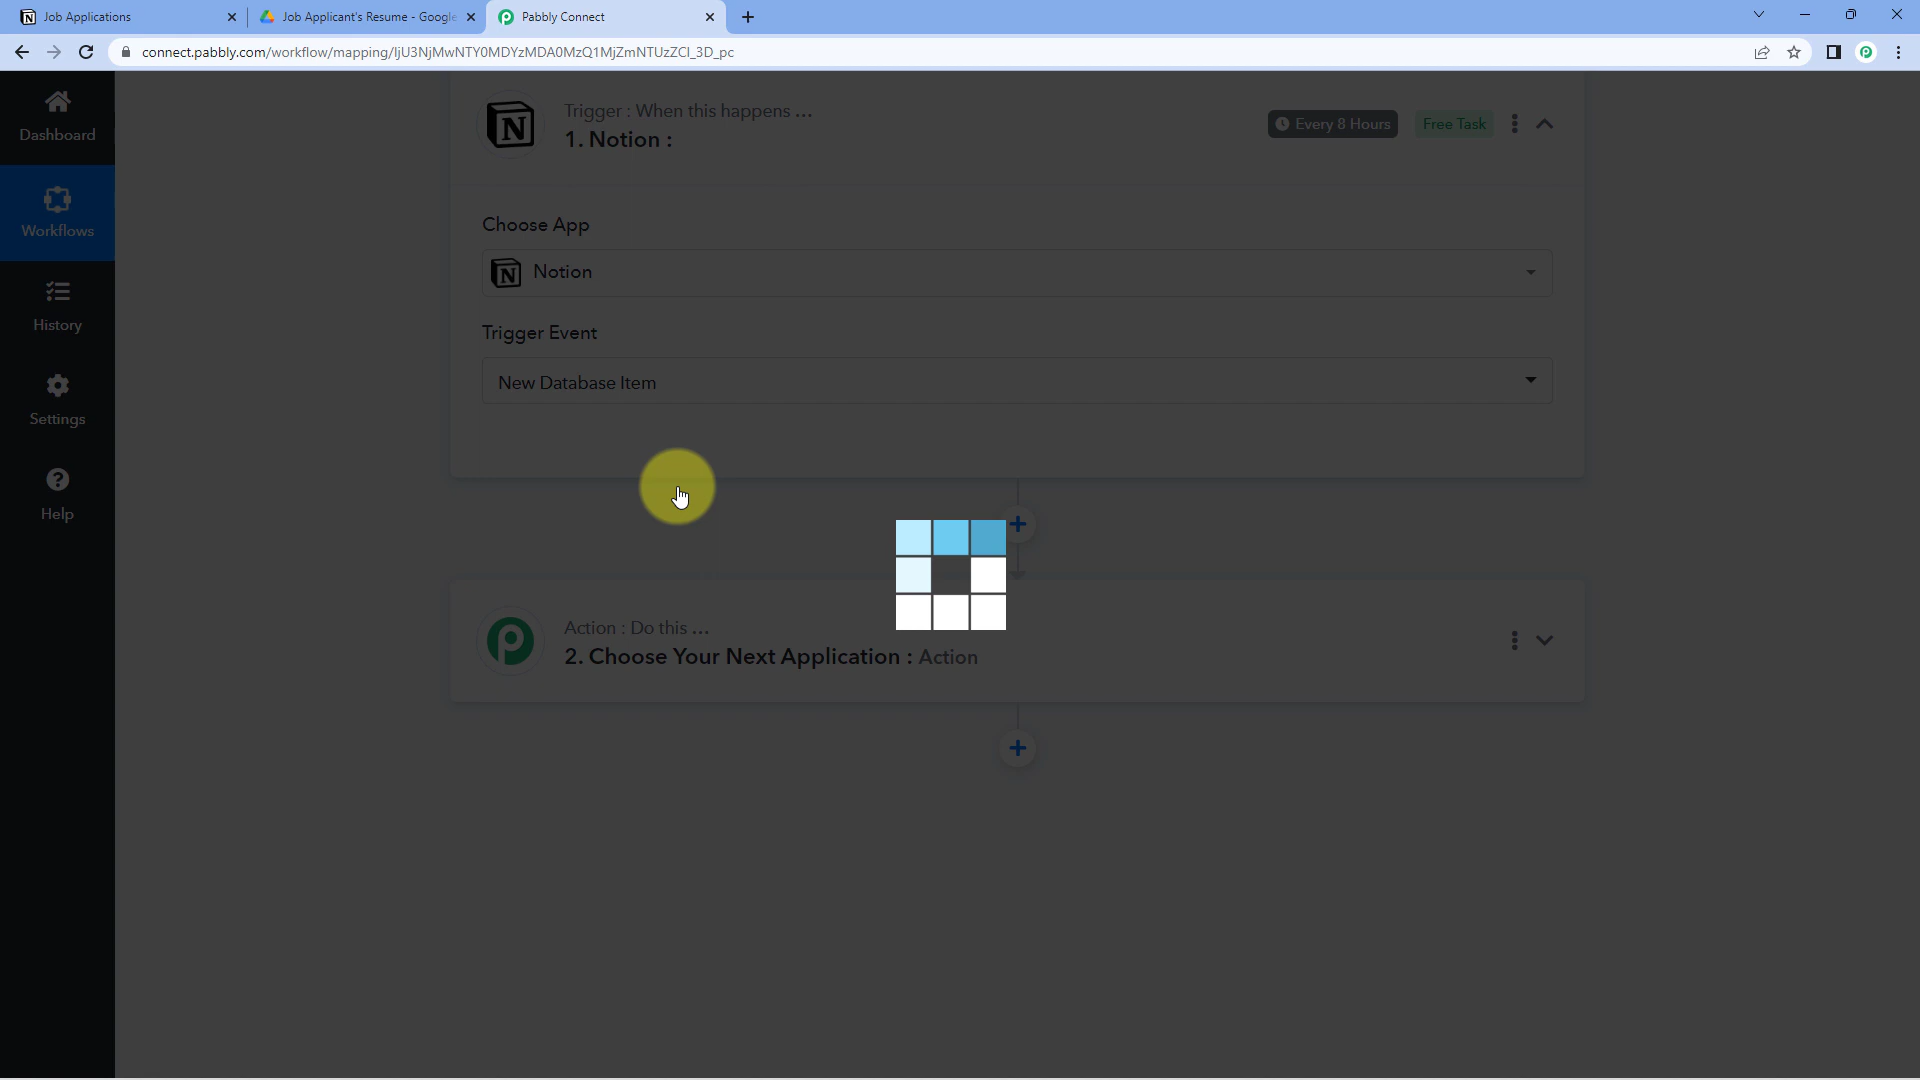 Job Applications
Job Applicant's Resume - Google
Pabbly Connect
connect.pabbly.com/workflow/mapping/IjU3NjMwNTY0MDYzMDA0MzQ1MjZmNTUzZCI_3D_pc
Dashboard
Workflows
History
Settings
Help
Trigger : When this happens ...
1. Notion :
Every 8 Hours
Free Task
Choose App
Notion
Trigger Event
New Database Item
Action : Do this ...
2. Choose Your Next Application : Action